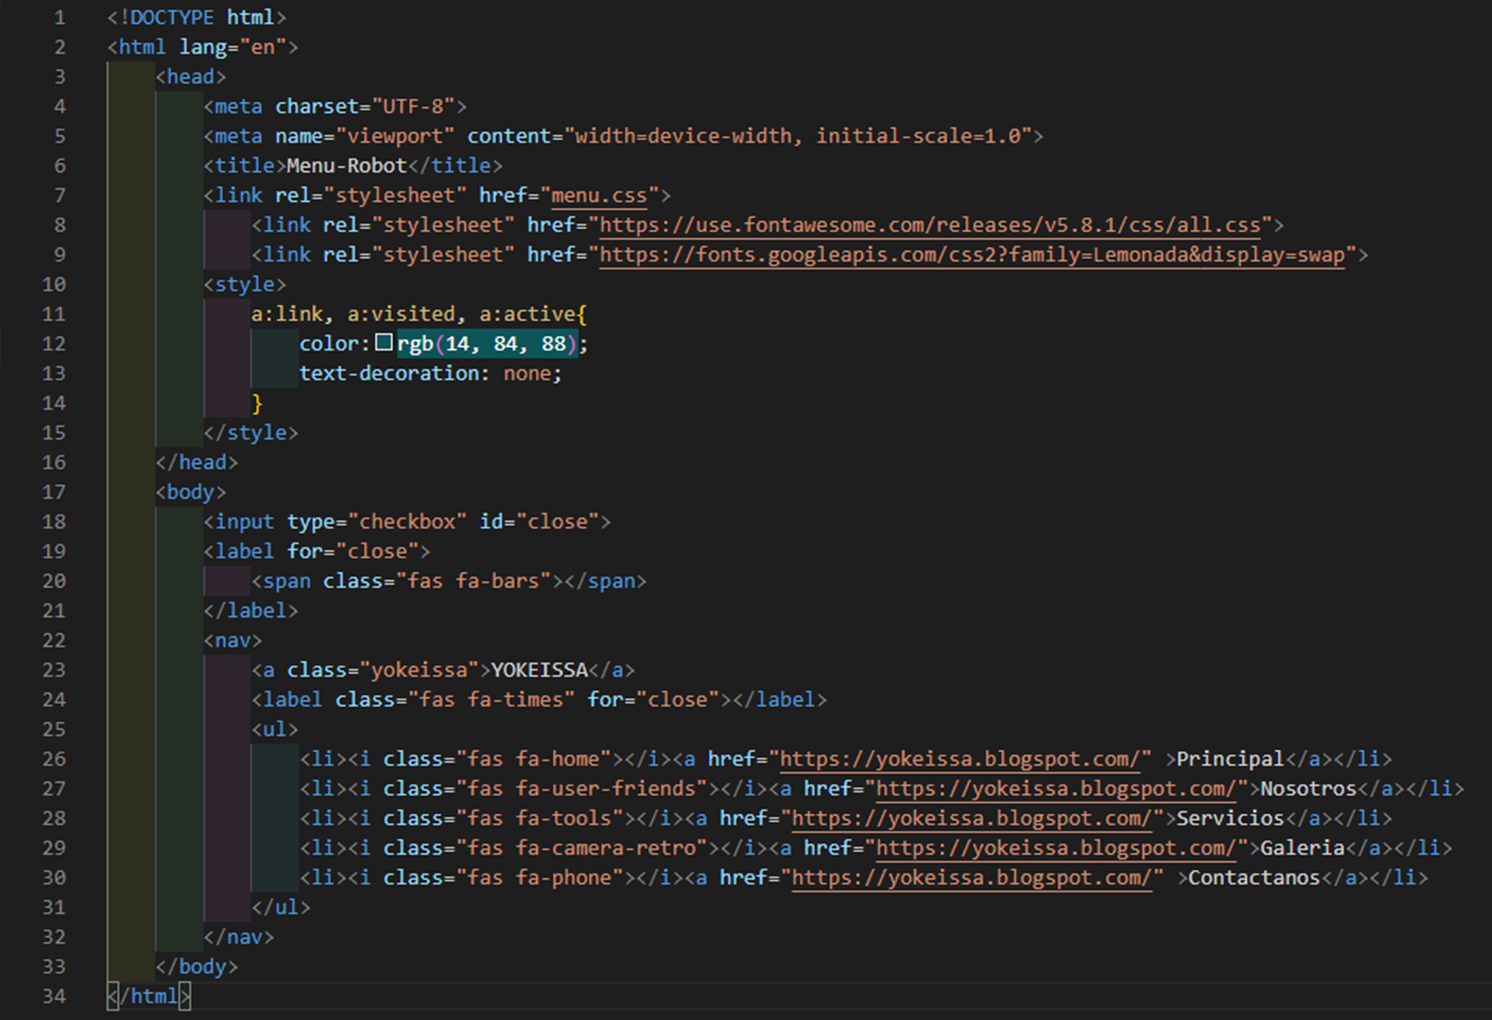 1 <!DOCTYPE html>
2 <html lang="en">
3     <head>
4         <meta charset="UTF-8">
5         <meta name="viewport" content="width=device-width, initial-scale=1.0">
6         <title>Menu-Robot</title>
7         <link rel="stylesheet" href="menu.css">
8             <link rel="stylesheet" href="https://use.fontawesome.com/releases/v5.8.1/css/all.css">
9             <link rel="stylesheet" href="https://fonts.googleapis.com/css2?family=Lemonada&display=swap">
10         <style>
11             a:link, a:visited, a:active{
12                 color: rgb(14, 84, 88);
13                 text-decoration: none;
14             }
15         </style>
16     </head>
17     <body>
18         <input type="checkbox" id="close">
19         <label for="close">
20             <span class="fas fa-bars"></span>
21         </label>
22         <nav>
23             <a class="yokeissa">YOKEISSA</a>
24             <label class="fas fa-times" for="close"></label>
25             <ul>
26                 <li><i class="fas fa-home"></i><a href="https://yokeissa.blogspot.com/" >Principal</a></li>
27                 <li><i class="fas fa-user-friends"></i><a href="https://yokeissa.blogspot.com/">Nosotros</a></li>
28                 <li><i class="fas fa-tools"></i><a href="https://yokeissa.blogspot.com/">Servicios</a></li>
29                 <li><i class="fas fa-camera-retro"></i><a href="https://yokeissa.blogspot.com/">Galeria</a></li>
30                 <li><i class="fas fa-phone"></i><a href="https://yokeissa.blogspot.com/" >Contactanos</a></li>
31             </ul>
32         </nav>
33     </body>
34 </html>